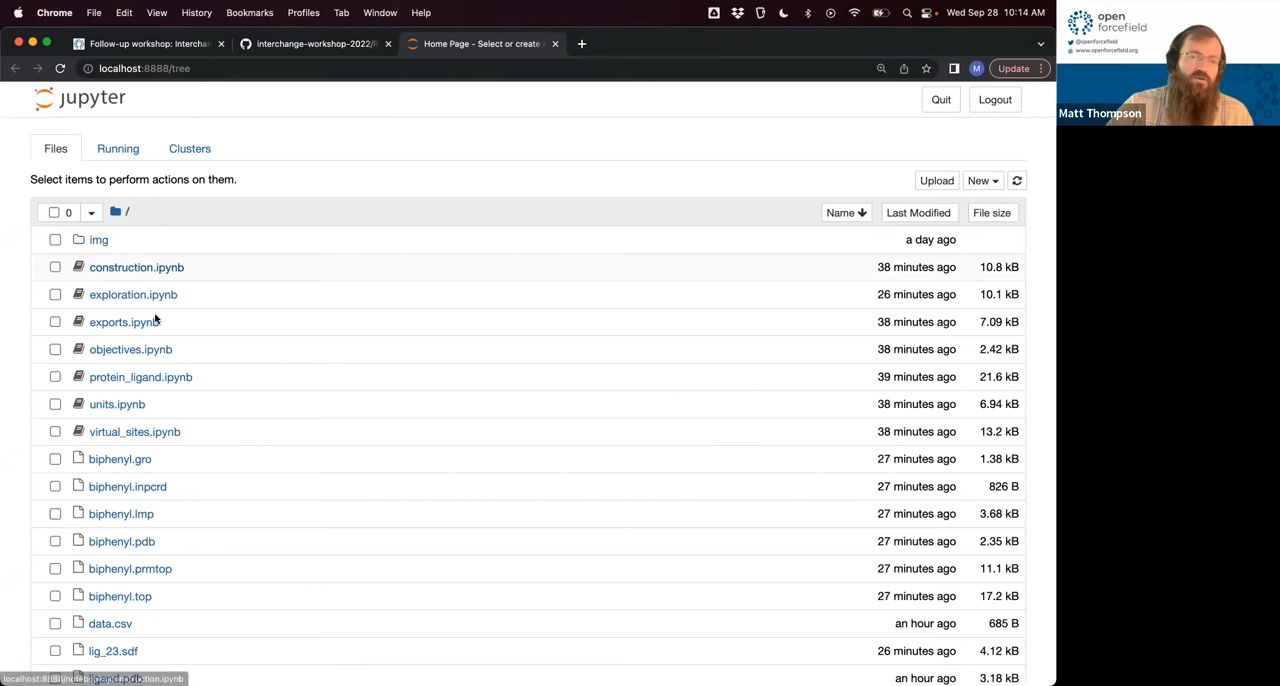 Chrome File Edit View History Bookmarks Profiles Tab Window Help Wed Sep 28 10:14 AM
Follow-up workshop: Interchan interchange-workshop-2022/ Home Page - Select or create
localhost:8888/tree M Update
jupyter Quit Logout
Files Running Clusters
Select items to perform actions on them. Upload New
0 / Name Last Modified File size
img a day ago
construction.ipynb 38 minutes ago 10.8 kB
exploration.ipynb 26 minutes ago 10.1 kB
exports.ipynb 38 minutes ago 7.09 kB
objectives.ipynb 38 minutes ago 2.42 kB
protein_ligand.ipynb 39 minutes ago 21.6 kB
units.ipynb 38 minutes ago 6.94 kB
virtual_sites.ipynb 38 minutes ago 13.2 kB
biphenyl.gro 27 minutes ago 1.38 kB
biphenyl.inpcrd 27 minutes ago 826 B
biphenyl.lmp 27 minutes ago 3.68 kB
biphenyl.pdb 27 minutes ago 2.35 kB
biphenyl.prmtop 27 minutes ago 11.1 kB
biphenyl.top 27 minutes ago 17.2 kB
data.csv an hour ago 685 B
lig_23.sdf 26 minutes ago 4.12 kB
ligand.pdb an hour ago 3.18 kB
open
forcefield
@openforcefield
www.openforcefield.org
Matt Thompson